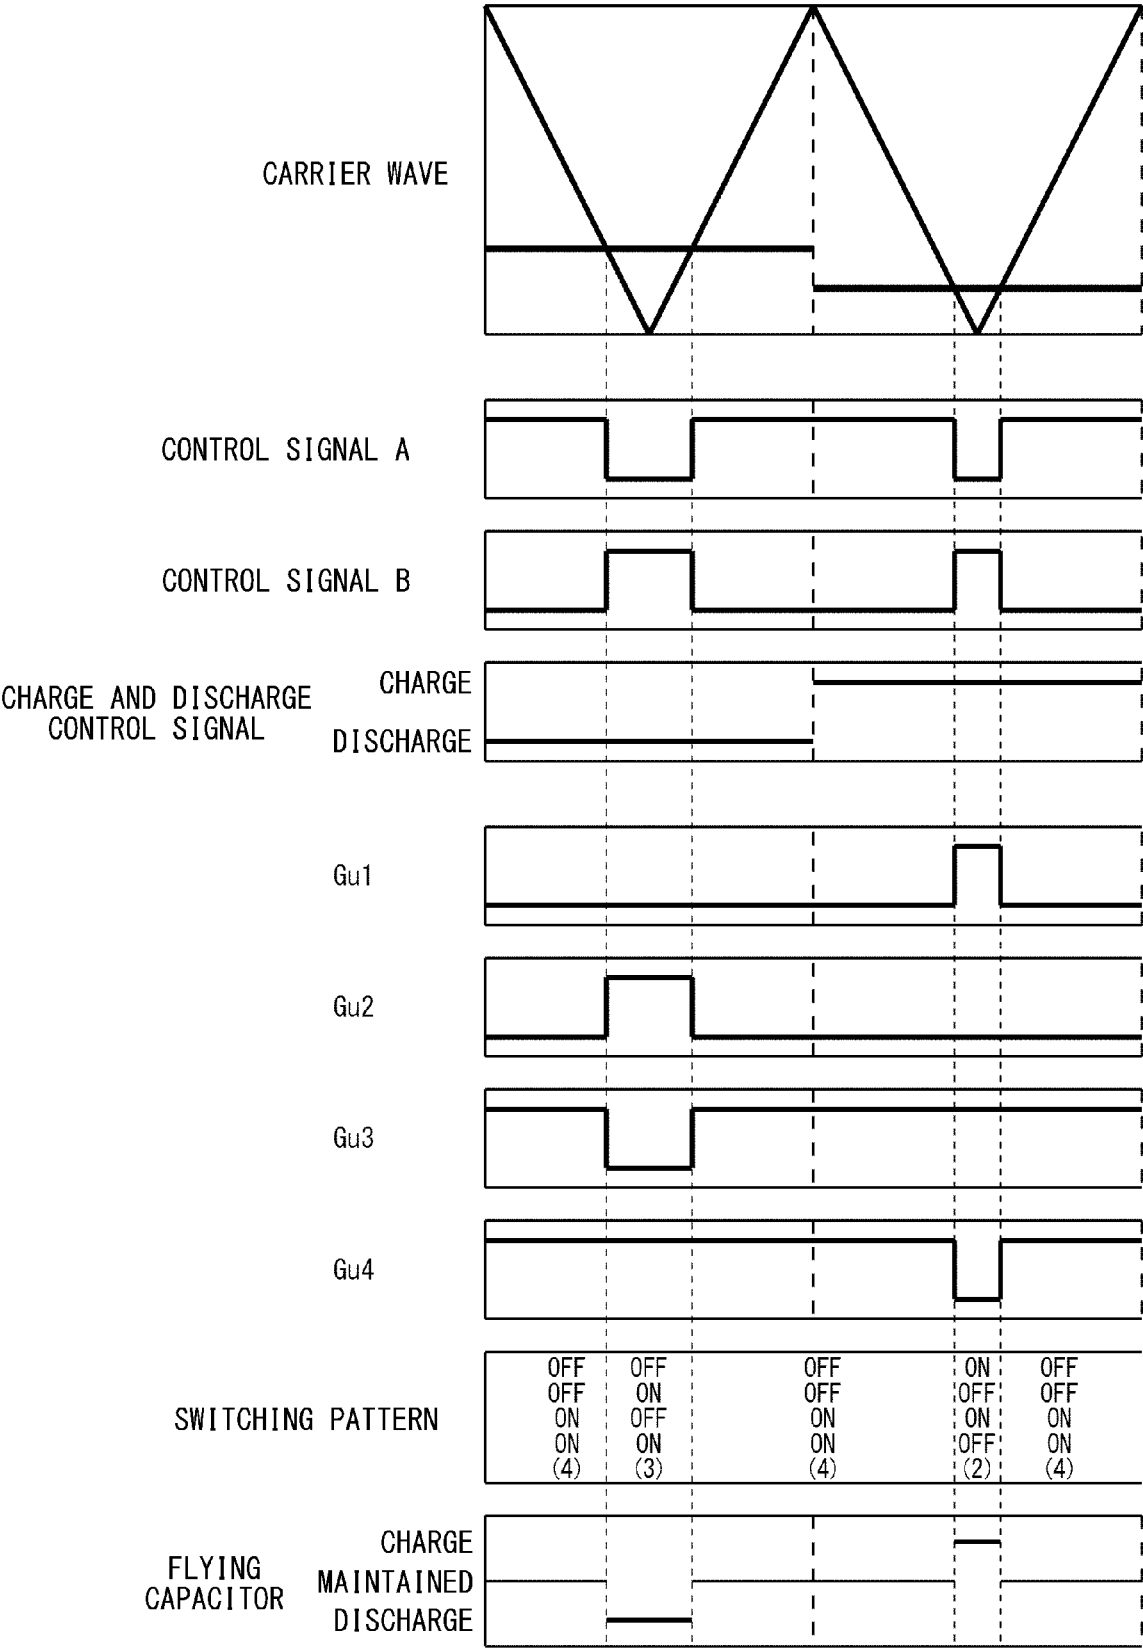 CARRIER WAVE
CONTROL SIGNAL A
CONTROL SIGNAL B
CHARGE AND DISCHARGE
CONTROL SIGNAL
CHARGE
DISCHARGE
Gu1
Gu2
Gu3
Gu4
SWITCHING PATTERN
OFF OFF OFF ON OFF
OFF ON OFF OFF OFF
ON OFF ON ON ON
ON ON ON OFF ON
(4) (3) (4) (2) (4)
FLYING
CAPACITOR
CHARGE
MAINTAINED
DISCHARGE